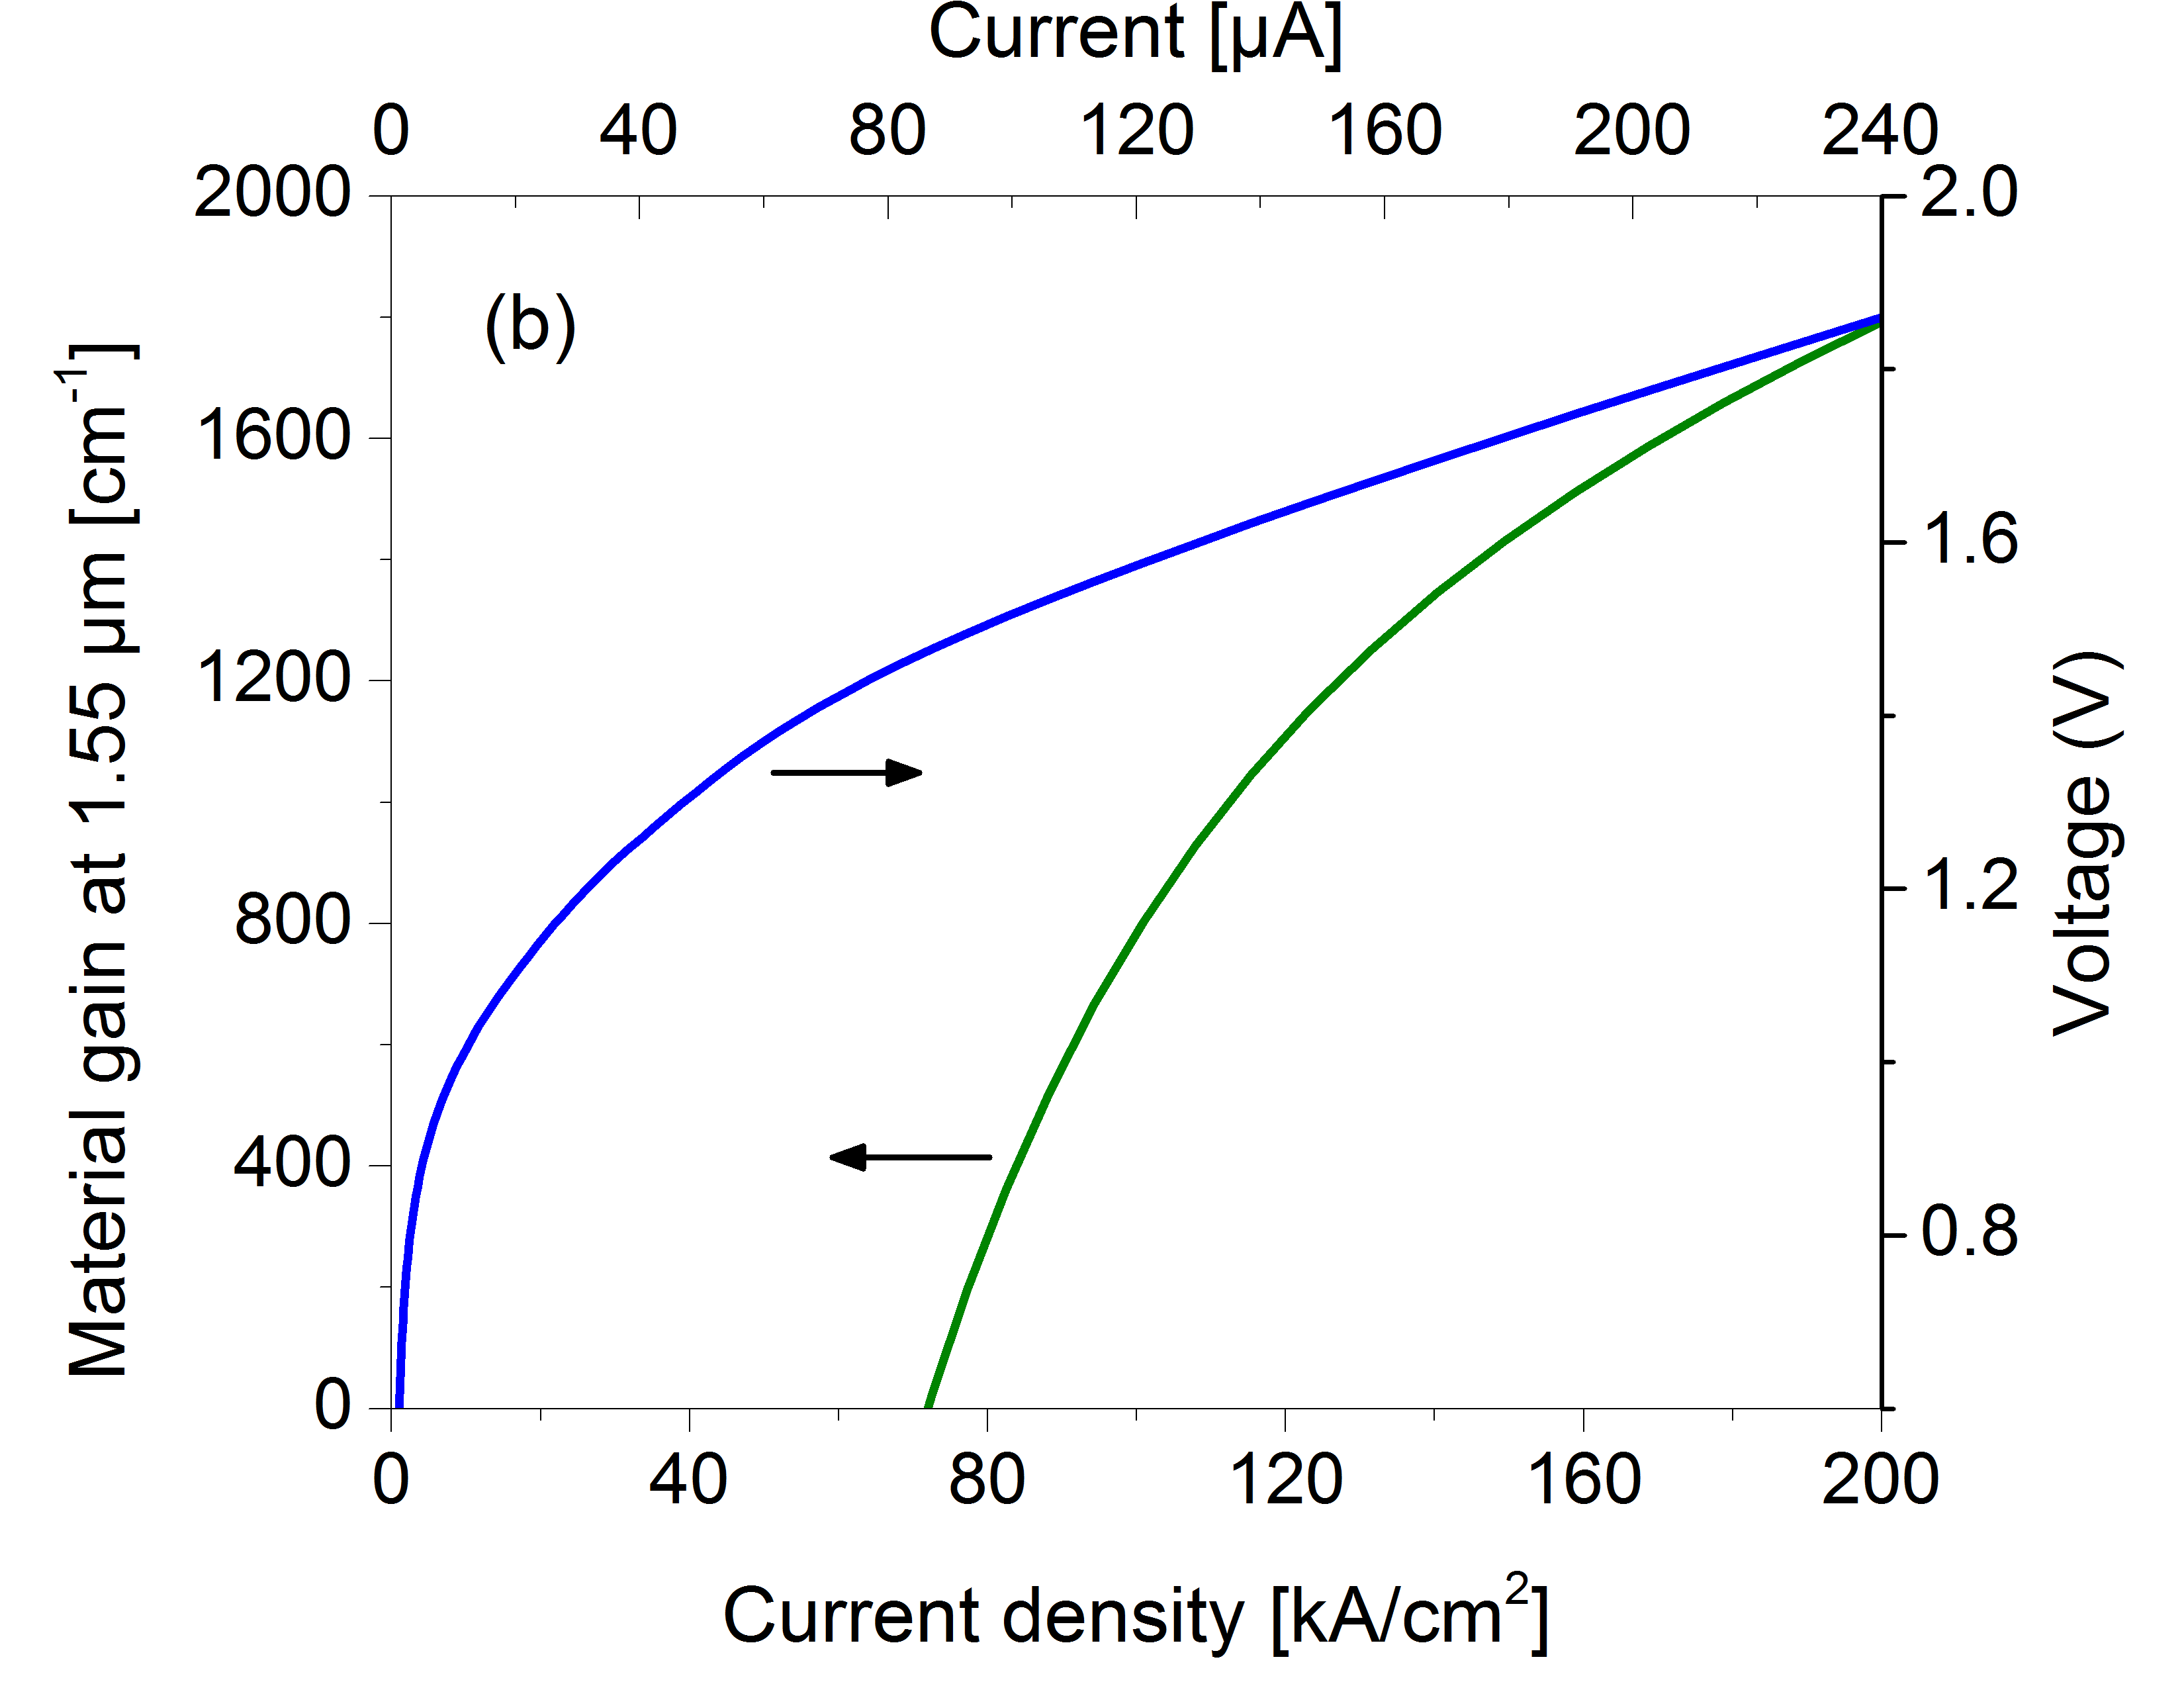 Current [µA]
0 40 80 120 160 200 240
2000
1600
1200
800
400
0
Material gain at 1.55 µm [cm⁻¹]
(b)
2.0
1.6
1.2
0.8
Voltage (V)
0 40 80 120 160 200
Current density [kA/cm²]